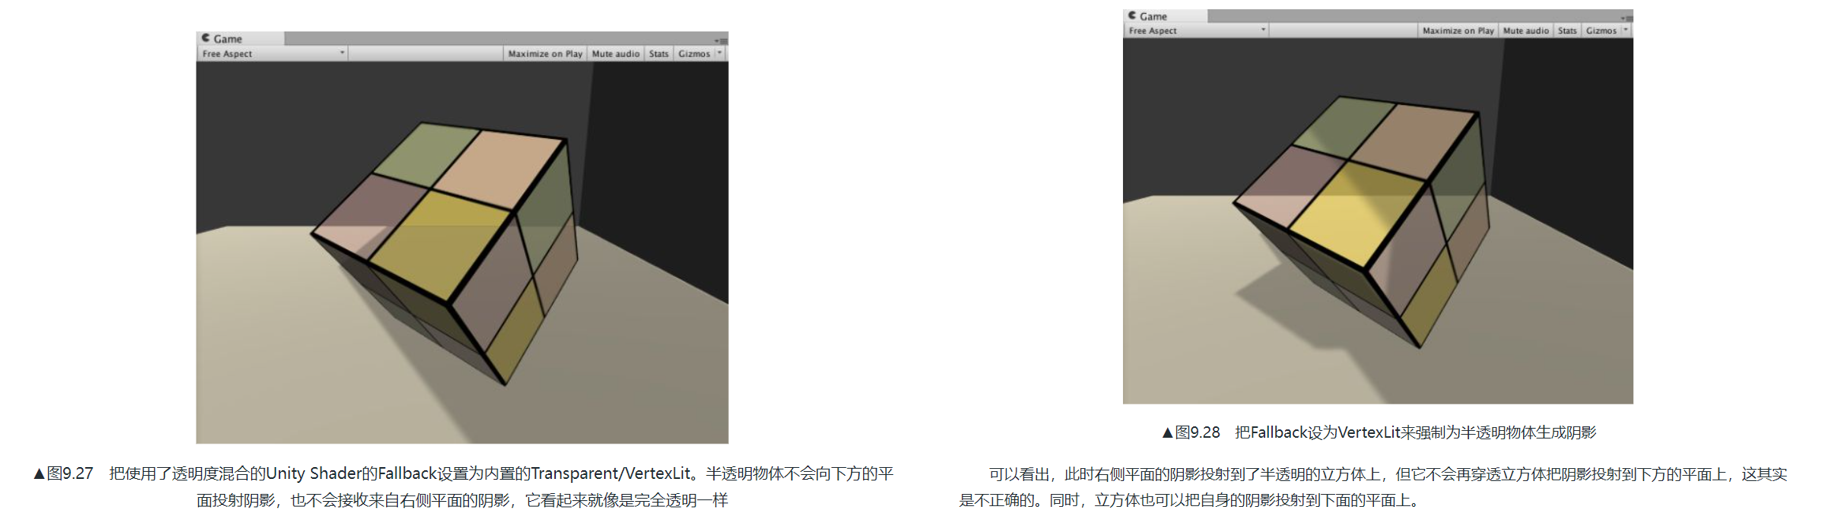 Game
Free Aspect
Maximize on Play Mute audio Stats Gizmos
▲图9.27 把使用了透明度混合的Unity Shader的Fallback设置为内置的Transparent/VertexLit。半透明物体不会向下方的平
面投射阴影，也不会接收来自右侧平面的阴影，它看起来就像是完全透明一样
Game
Free Aspect
Maximize on Play Mute audio Stats Gizmos
▲图9.28 把Fallback设为VertexLit来强制为半透明物体生成阴影
可以看出，此时右侧平面的阴影投射到了半透明的立方体上，但它不会再穿透立方体把阴影投射到下方的平面上，这其实
是不正确的。同时，立方体也可以把自身的阴影投射到下面的平面上。